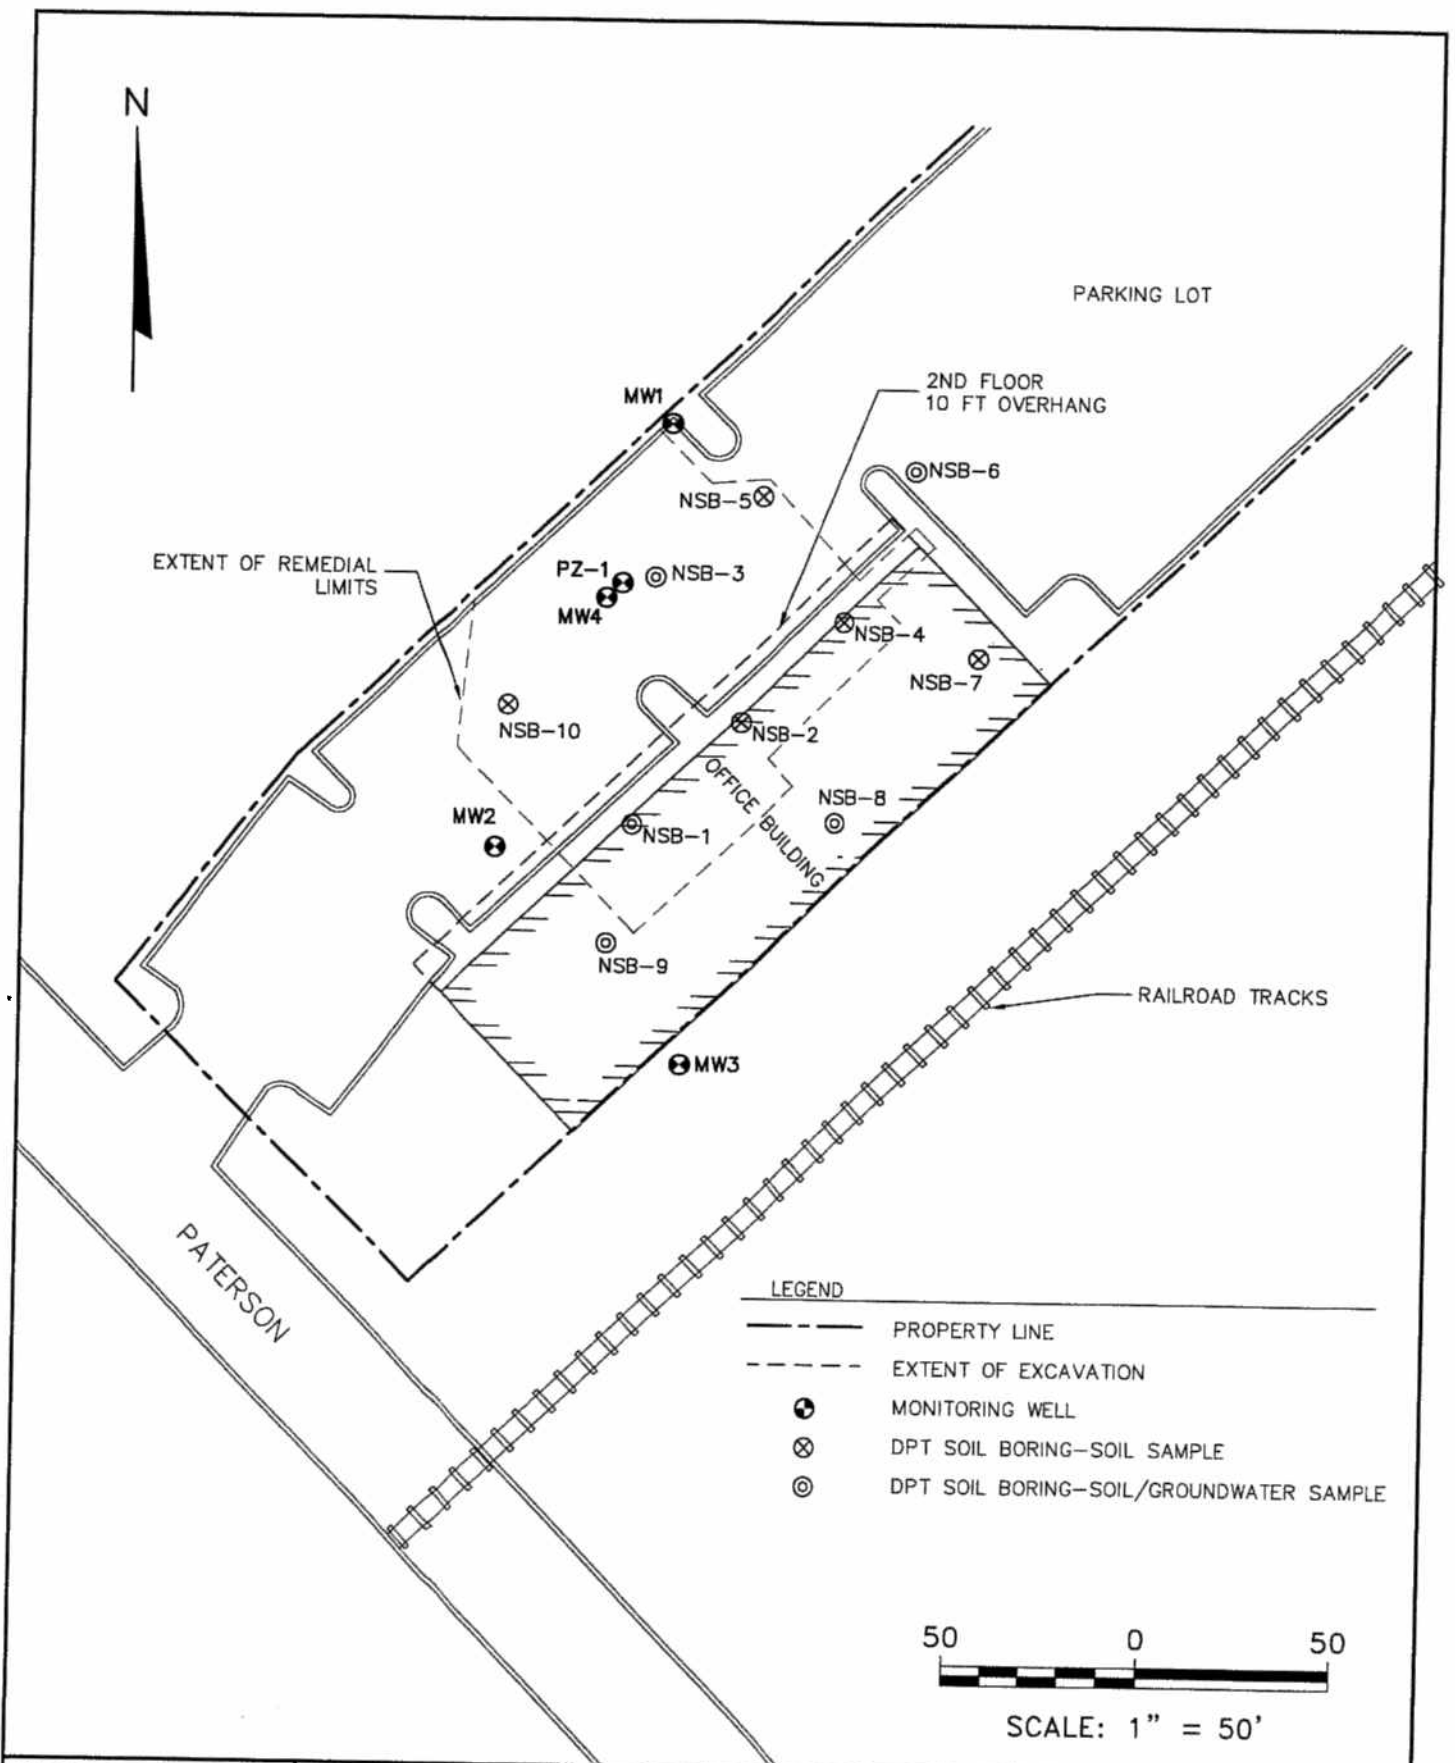 N
PARKING LOT
MW1
2ND FLOOR
10 FT OVERHANG
NSB-6
NSB-5
EXTENT OF REMEDIAL
LIMITS
PZ-1
NSB-3
MW4
NSB-4
NSB-7
NSB-10
NSB-2
OFFICE BUILDING
NSB-8
MW2
NSB-1
NSB-9
RAILROAD TRACKS
MW3
PATERSON
LEGEND
PROPERTY LINE
EXTENT OF EXCAVATION
MONITORING WELL
DPT SOIL BORING-SOIL SAMPLE
DPT SOIL BORING-SOIL/GROUNDWATER SAMPLE
50 0 50
SCALE: 1" = 50'